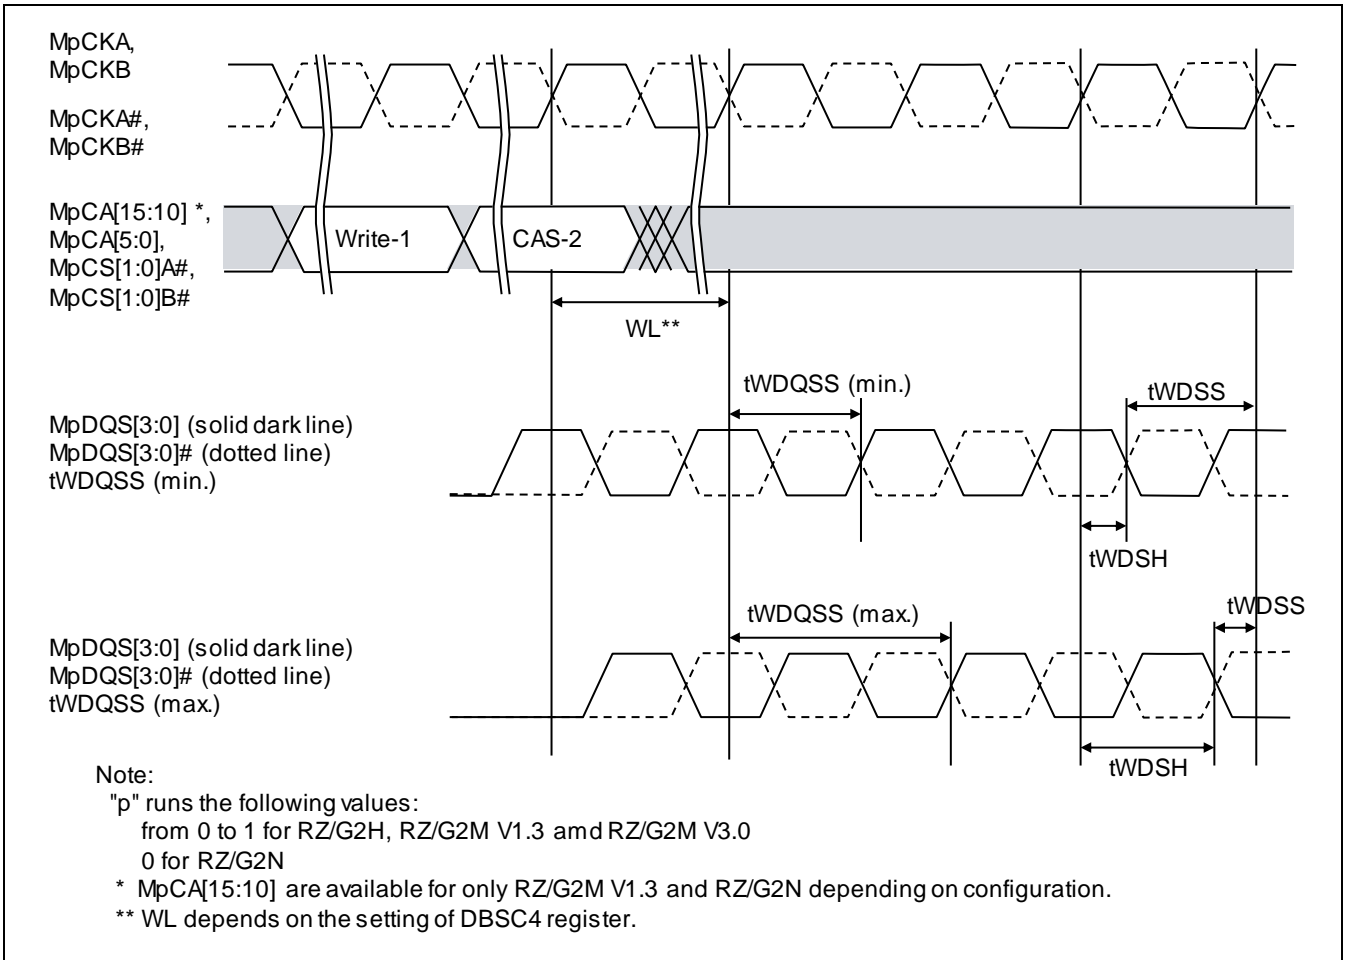 MpCKA,
MpCKB
MpCKA#,
MpCKB#
MpCA[15:10] *,
MpCA[5:0],
MpCS[1:0]A#,
MpCS[1:0]B#
Write-1
CAS-2
WL**
tWDQSS (min.)
tWDSS
MpDQS[3:0] (solid dark line)
MpDQS[3:0]# (dotted line)
tWDQSS (min.)
tWDSH
tWDQSS (max.)
tWDSS
MpDQS[3:0] (solid dark line)
MpDQS[3:0]# (dotted line)
tWDQSS (max.)
tWDSH
Note:
"p" runs the following values:
from 0 to 1 for RZ/G2H, RZ/G2M V1.3 amd RZ/G2M V3.0
0 for RZ/G2N
* MpCA[15:10] are available for only RZ/G2M V1.3 and RZ/G2N depending on configuration.
** WL depends on the setting of DBSC4 register.